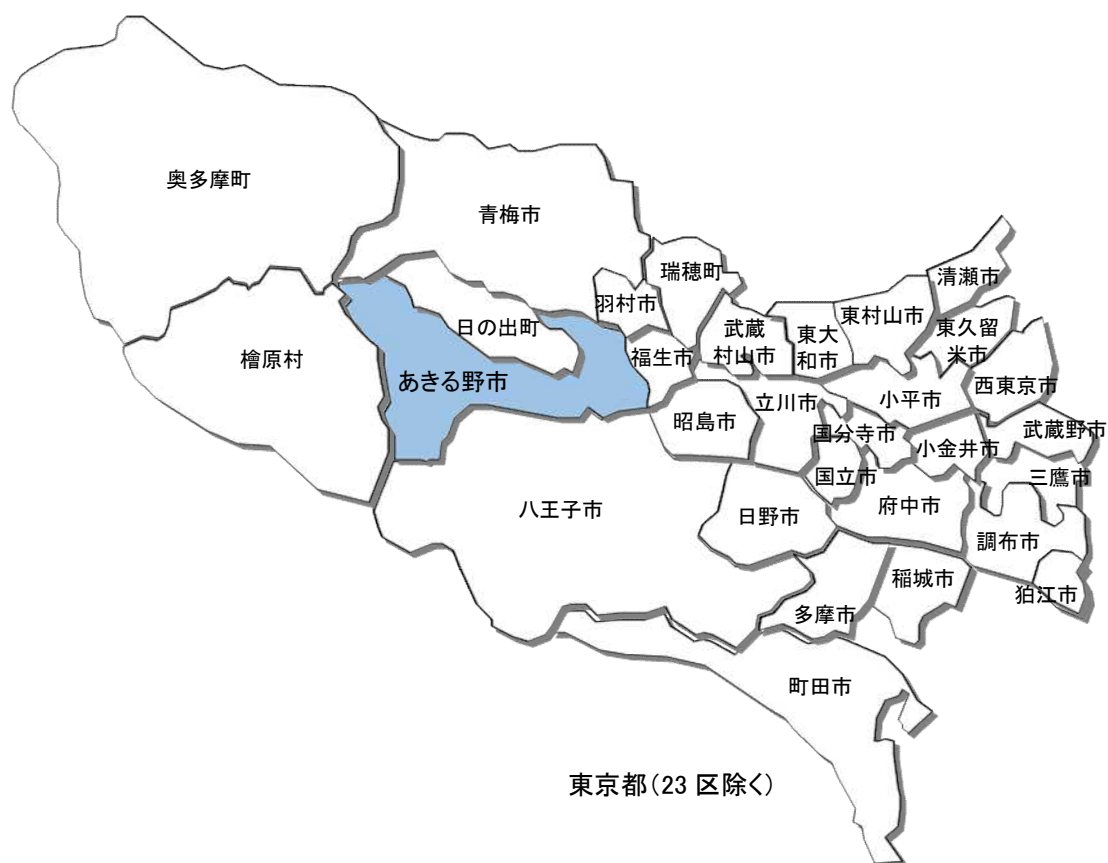 奥多摩町
青梅市
瑞穂町
清瀬市
羽村市
東村山市
日の出町
武蔵
村山市
東大
和市
東久留
米市
檜原村
福生市
あきる野市
西東京市
立川市
小平市
昭島市
国分寺市
武蔵野市
小金井市
国立市
三鷹市
八王子市
日野市
府中市
調布市
稲城市
狛江市
多摩市
町田市
東京都(23 区除く)